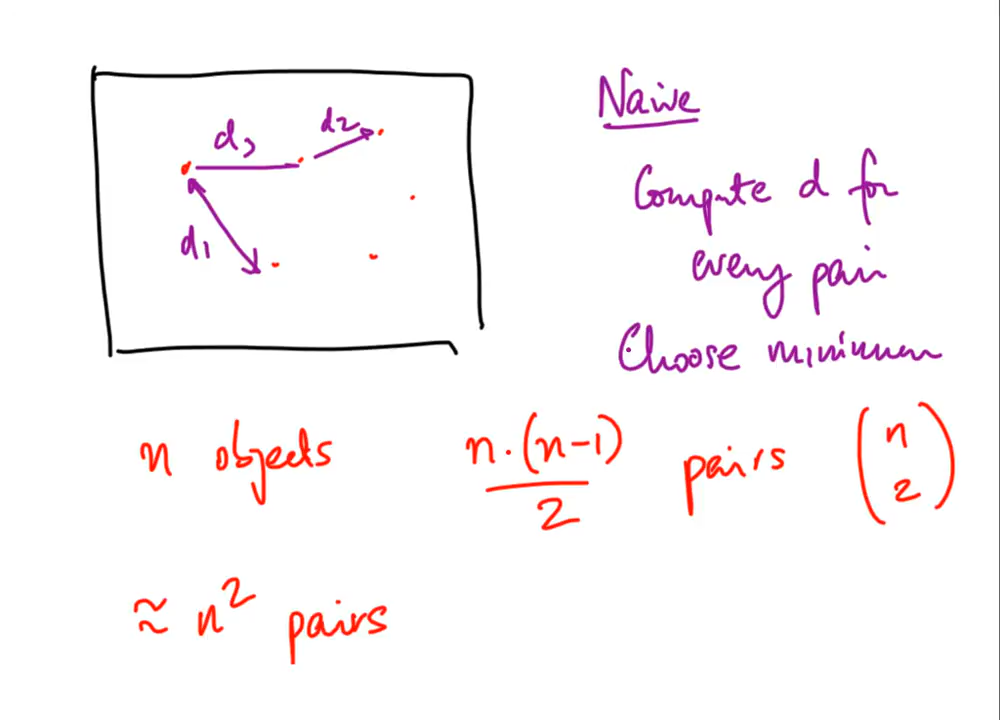 d3
d2
d1
Naive
Compute d for
every pair
Choose minimum
n objects
n·(n-1)/2 pairs (n 2)
≈ n² pairs